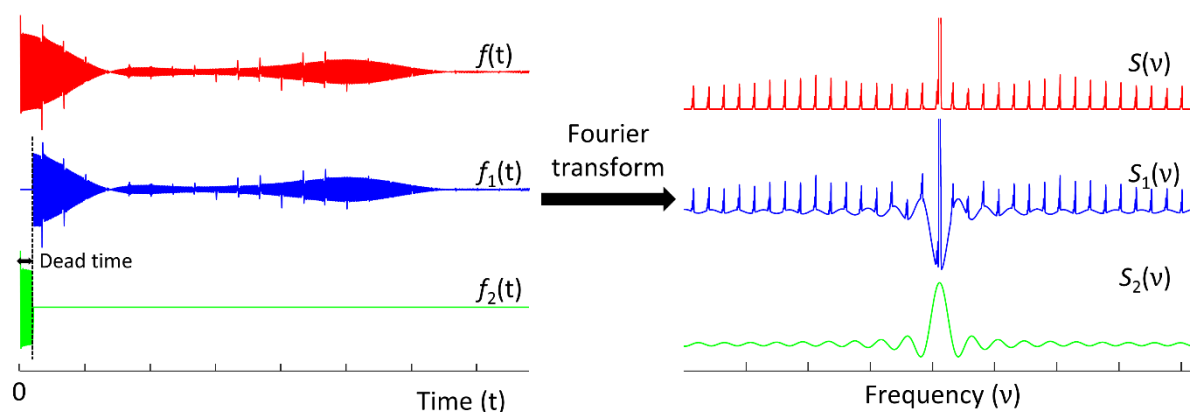 f(t)
S(ν)
Fourier
transform
f₁(t)
S₁(ν)
Dead time
f₂(t)
S₂(ν)
0
Time (t)
Frequency (ν)